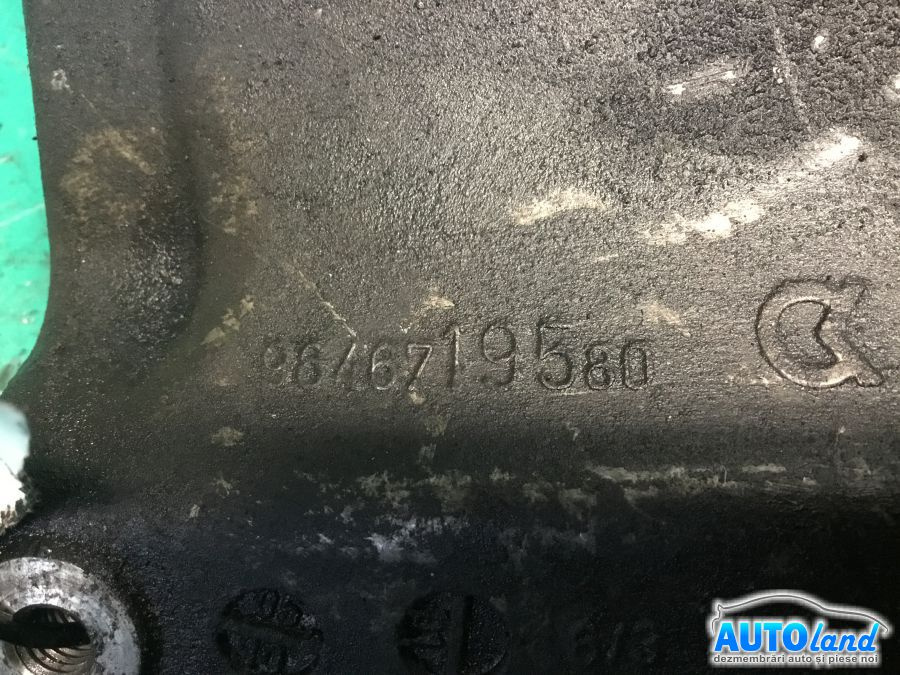 9646719580
AUTOland
dezmembrări auto și piese noi